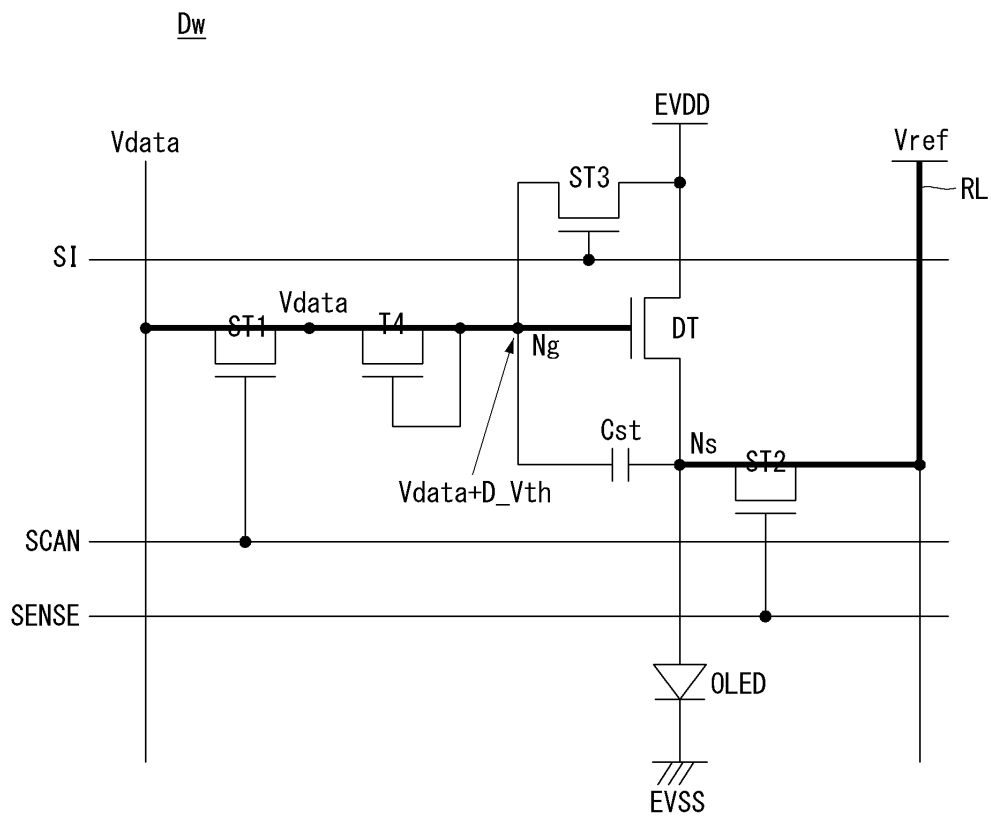 Dw
EVDD
Vdata
Vref
ST3
RL
SI
Vdata
ST1
T4
DT
Ng
Cst
Ns
ST2
Vdata+D_Vth
SCAN
SENSE
OLED
EVSS